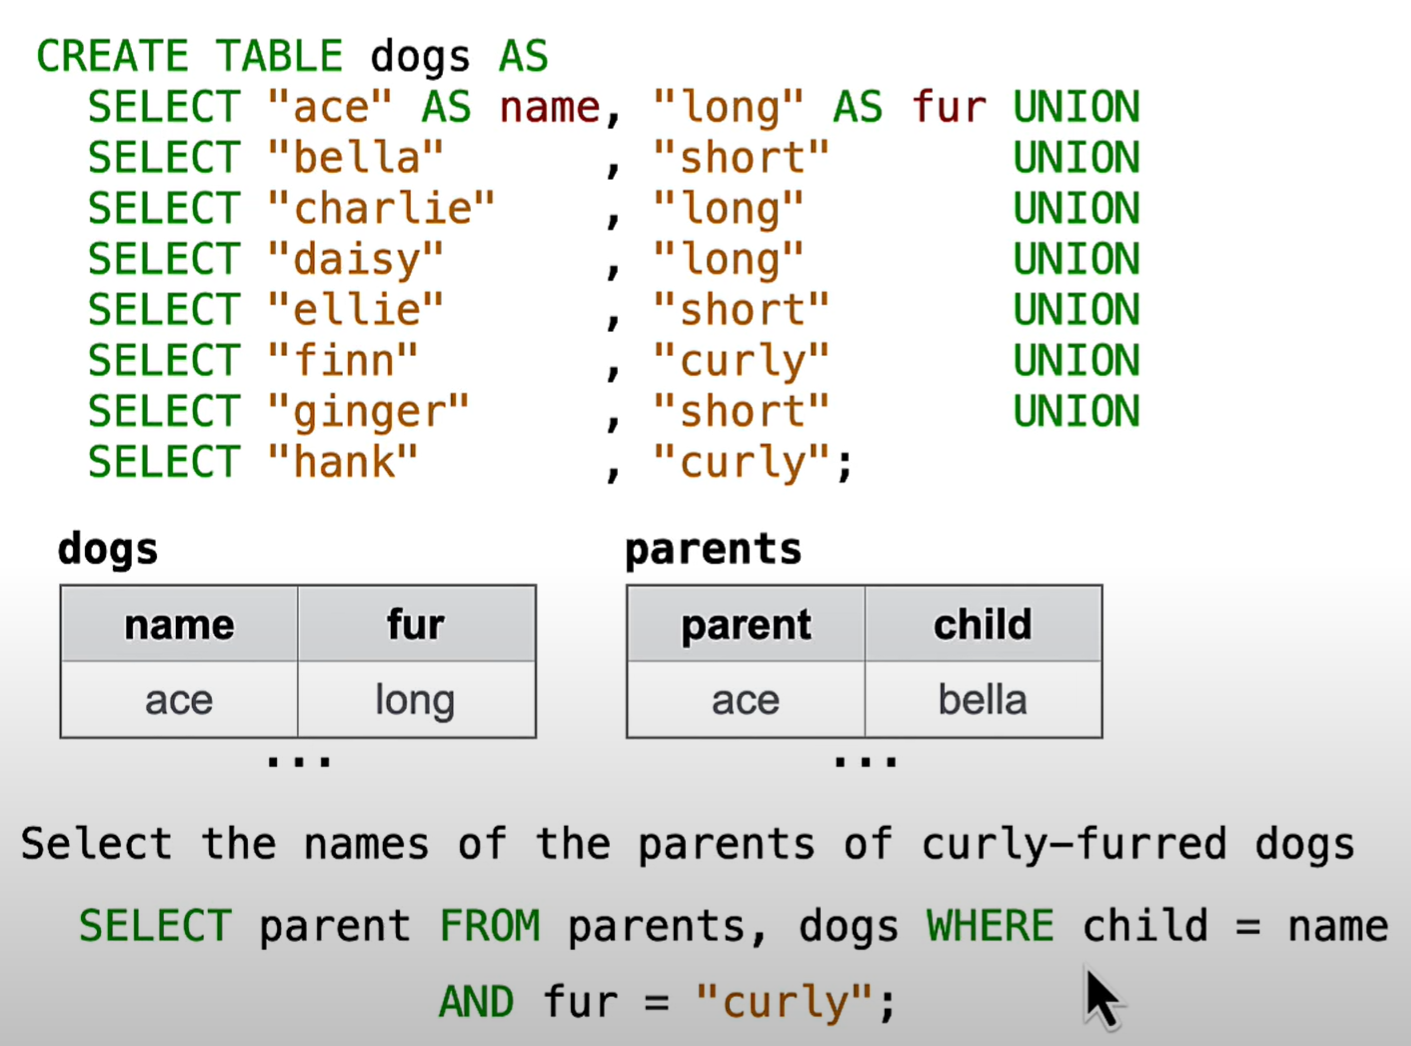 CREATE TABLE dogs AS
SELECT "ace" AS name, "long" AS fur UNION
SELECT "bella" , "short" UNION
SELECT "charlie" , "long" UNION
SELECT "daisy" , "long" UNION
SELECT "ellie" , "short" UNION
SELECT "finn" , "curly" UNION
SELECT "ginger" , "short" UNION
SELECT "hank" , "curly";
dogs
name fur
ace long
...
parents
parent child
ace bella
...
Select the names of the parents of curly-furred dogs
SELECT parent FROM parents, dogs WHERE child = name
AND fur = "curly";